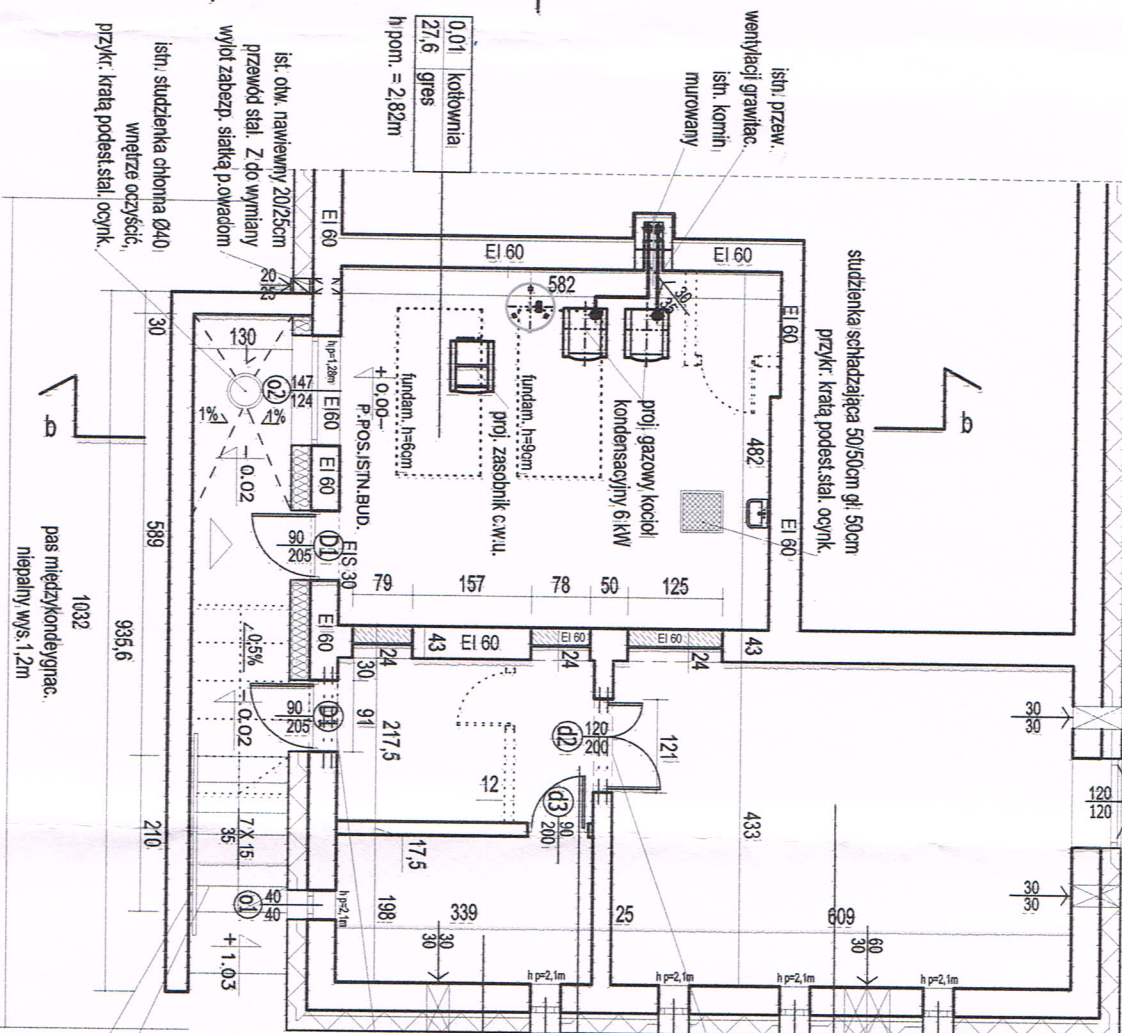 istn. przew.
wentylacji grawitac.
istn. komin
murowany
0,01 kotłownia
27,6 gres
h pom. = 2,82m
ist. otw. nawiewny 20/25cm
przewód stal. Z do wymiany
wylot zabezp. siatką p.owadom
istn. studzienka chłonna Ø40
wnętrze oczyścić,
przykr. kratą podest.stal. ocynk.
studzienka schładzająca 50/50cm gł. 50cm
przykr. kratą podest.stal. ocynk.
EI 60
EI 60
EI 60
EI 60
EI 60
582
30
482
proj. gazowy kocioł
kondensacyjny 6 kW
proj. zasobnik c.w.u.
fundam. h=9cm
fundam. h=6cm
+ 0,00
P.POS.ISTN.BUD.
20
25
30
130
hp=1,28m
o2
147
124
EI 60
EI 60
1%
1%
- 0.02
b
b
D1
90
205
EIS 30
EI 60
79
157
78
50
125
43
EI 60
EI 60
EI 60
43
24
24
24
30
91
217,5
0,5%
- 0.02
D1
90
205
d2
120
200
121
12
d3
90
200
433
17,5
7 X 15
35
o1
40
40
h p=2,1m
198
339
25
609
30
30
60
30
30
30
30
30
120
120
+ 1.03
h p=2,1m
h p=2,1m
h p=2,1m
h p=2,1m
589
210
935,6
1032
pas międzykondygnac.
niepalny wys. 1,2m